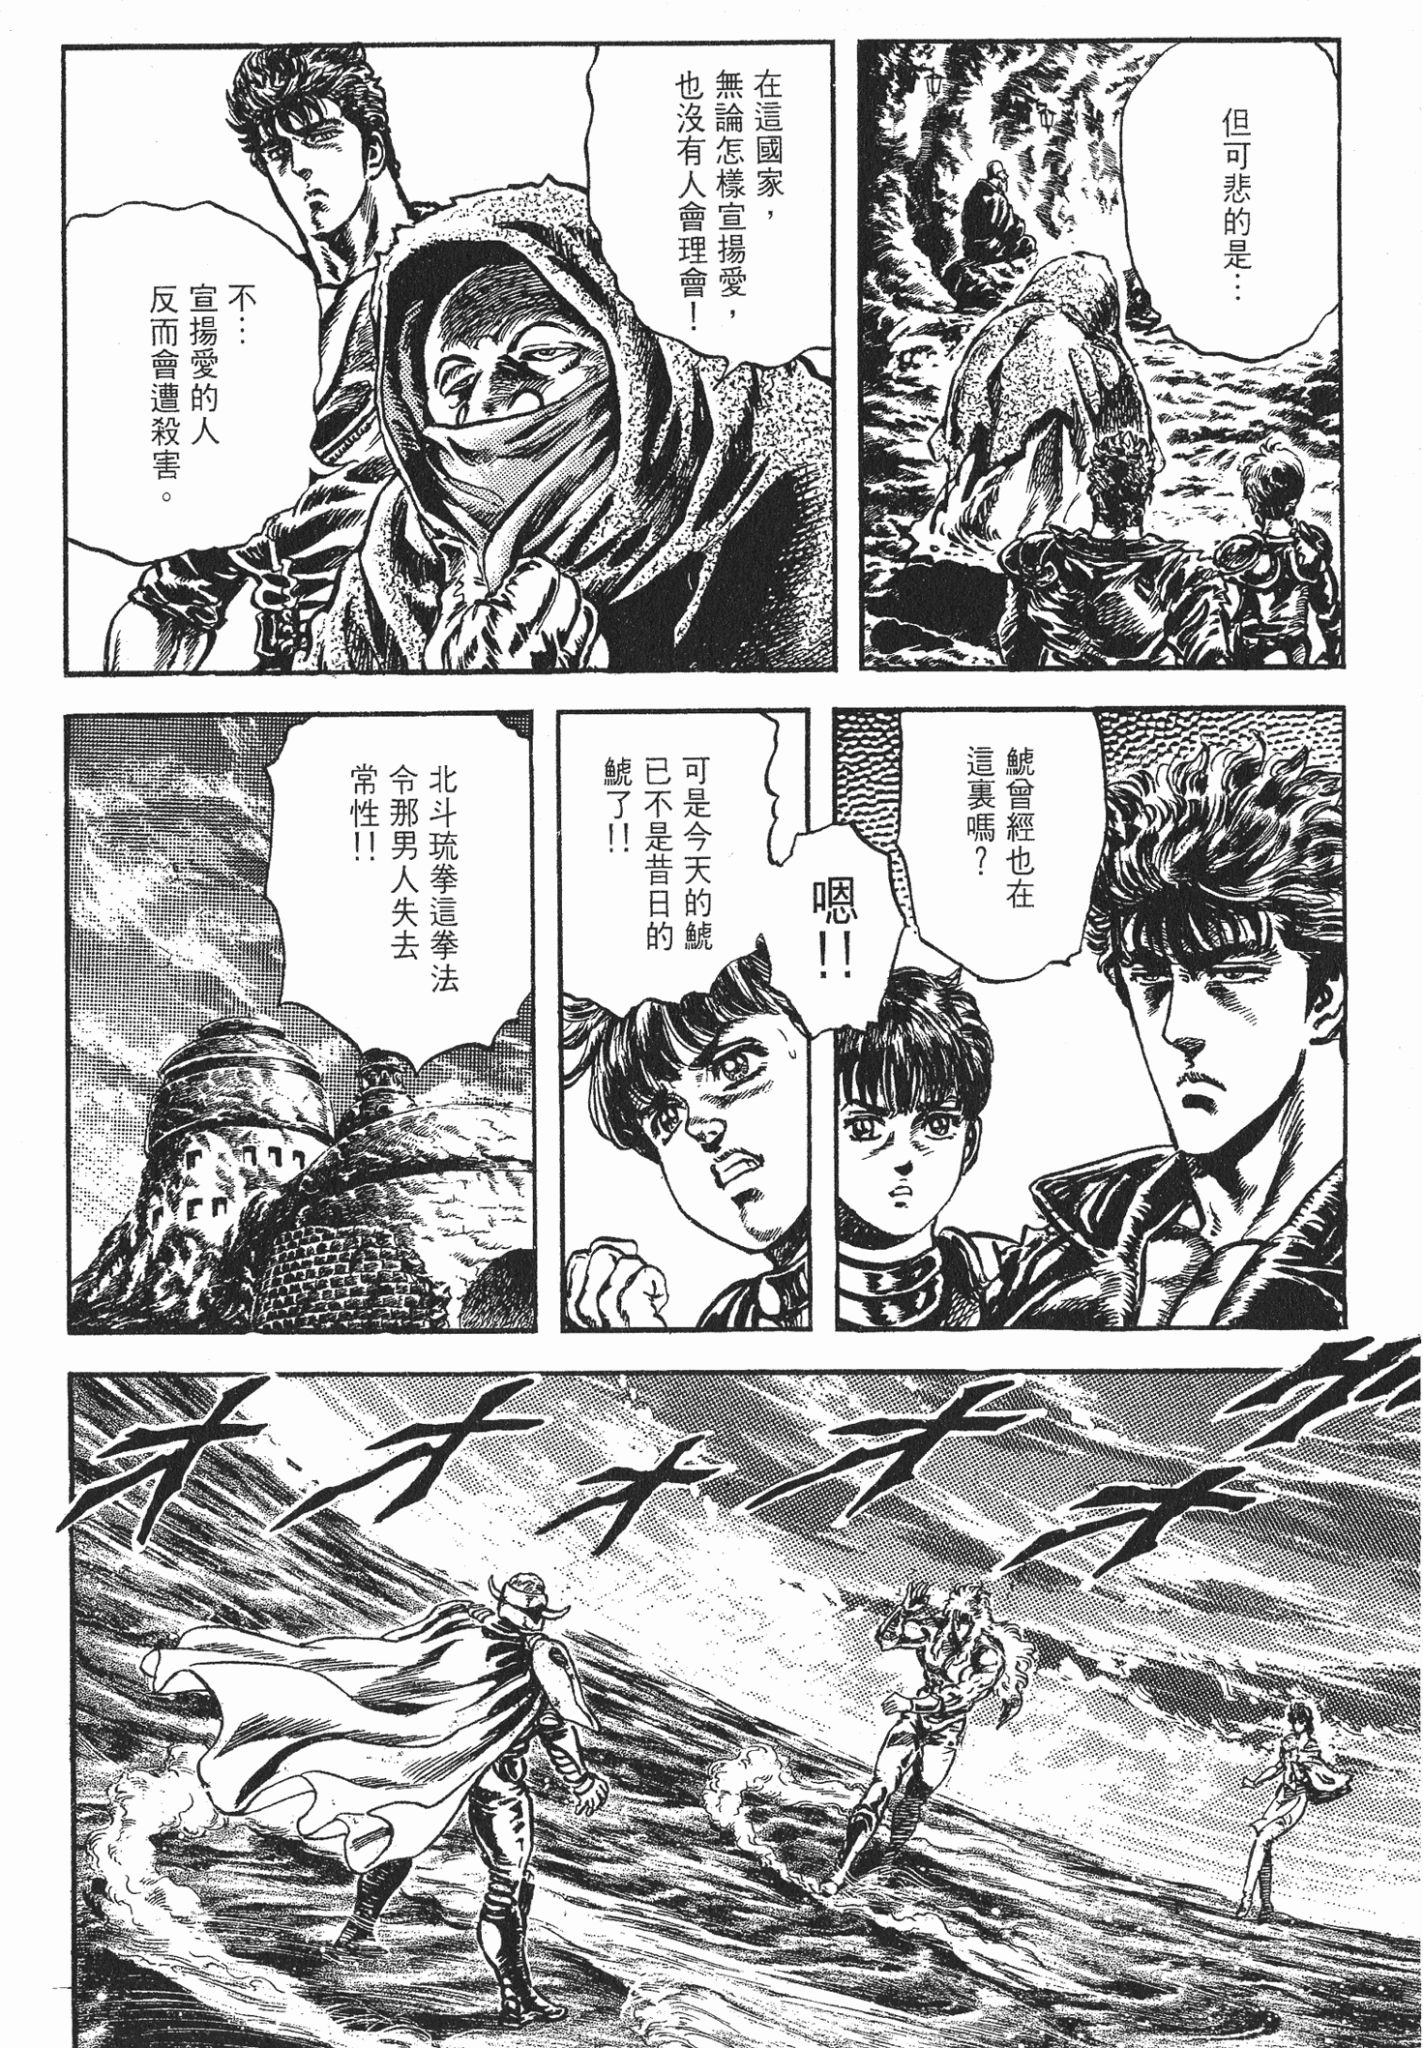 但可悲的是…
在這國家，
無論怎樣宣揚愛，
也沒有人會理會！
不…
宣揚愛的人
反而會遭殺害。
鯱曾經也在
這裏嗎？
嗯!!
可是今天的鯱
已不是昔日的
鯱了!!
北斗琉拳這拳法
令那男人失去
常性!!
オオオオオオ